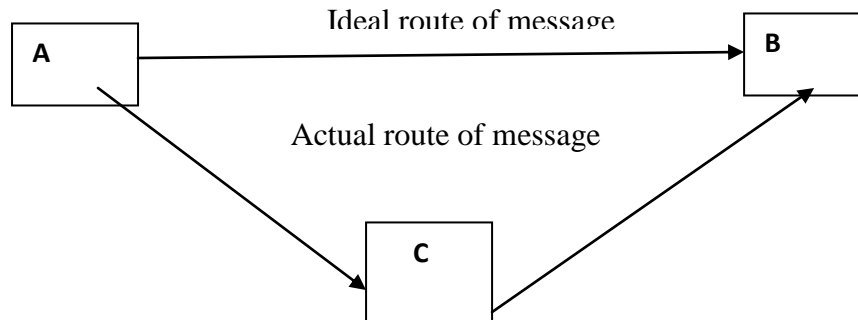 Ideal route of message
A
B
Actual route of message
C